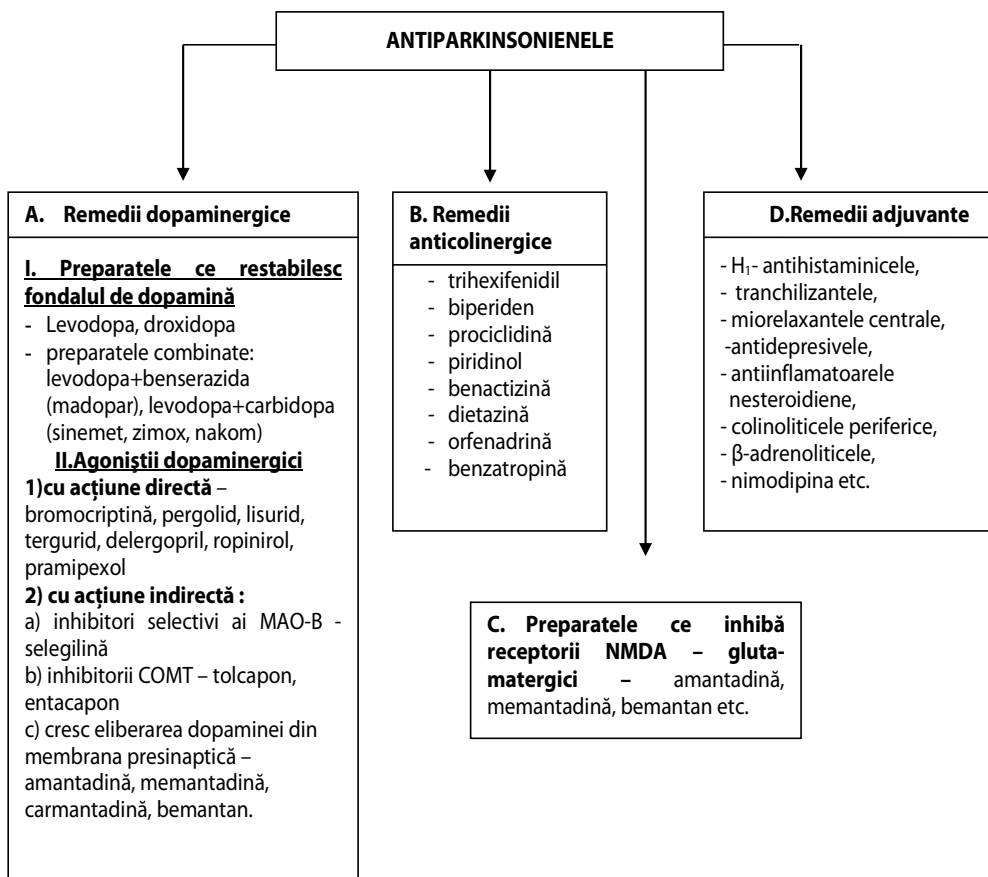 ANTIPARKINSONIENELE
A. Remedii dopaminergice
I. Preparatele ce restabilesc
fondalul de dopamină
- Levodopa, droxidopa
- preparatele combinate:
levodopa+benserazida
(madopar), levodopa+carbidopa
(sinemet, zimox, nakom)
II.Agoniştii dopaminergici
1)cu acțiune directă –
bromocriptină, pergolid, lisurid,
tergurid, delergopril, ropinirol,
pramipexol
2) cu acțiune indirectă :
a) inhibitori selectivi ai MAO-B -
selegilină
b) inhibitorii COMT – tolcapon,
entacapon
c) cresc eliberarea dopaminei din
membrana presinaptică –
amantadină, memantadină,
carmantadină, bemantan.
B. Remedii
anticolinergice
- trihexifenidil
- biperiden
- prociclidină
- piridinol
- benactizină
- dietazină
- orfenadrină
- benzatropină
C. Preparatele ce inhibă
receptorii NMDA – gluta-
matergici – amantadină,
memantadină, bemantan etc.
D.Remedii adjuvante
- H₁- antihistaminicele,
- tranchilizantele,
- miorelaxantele centrale,
-antidepresivele,
- antiinflamatoarele
nesteroidiene,
- colinoliticele periferice,
- β-adrenoliticele,
- nimodipina etc.